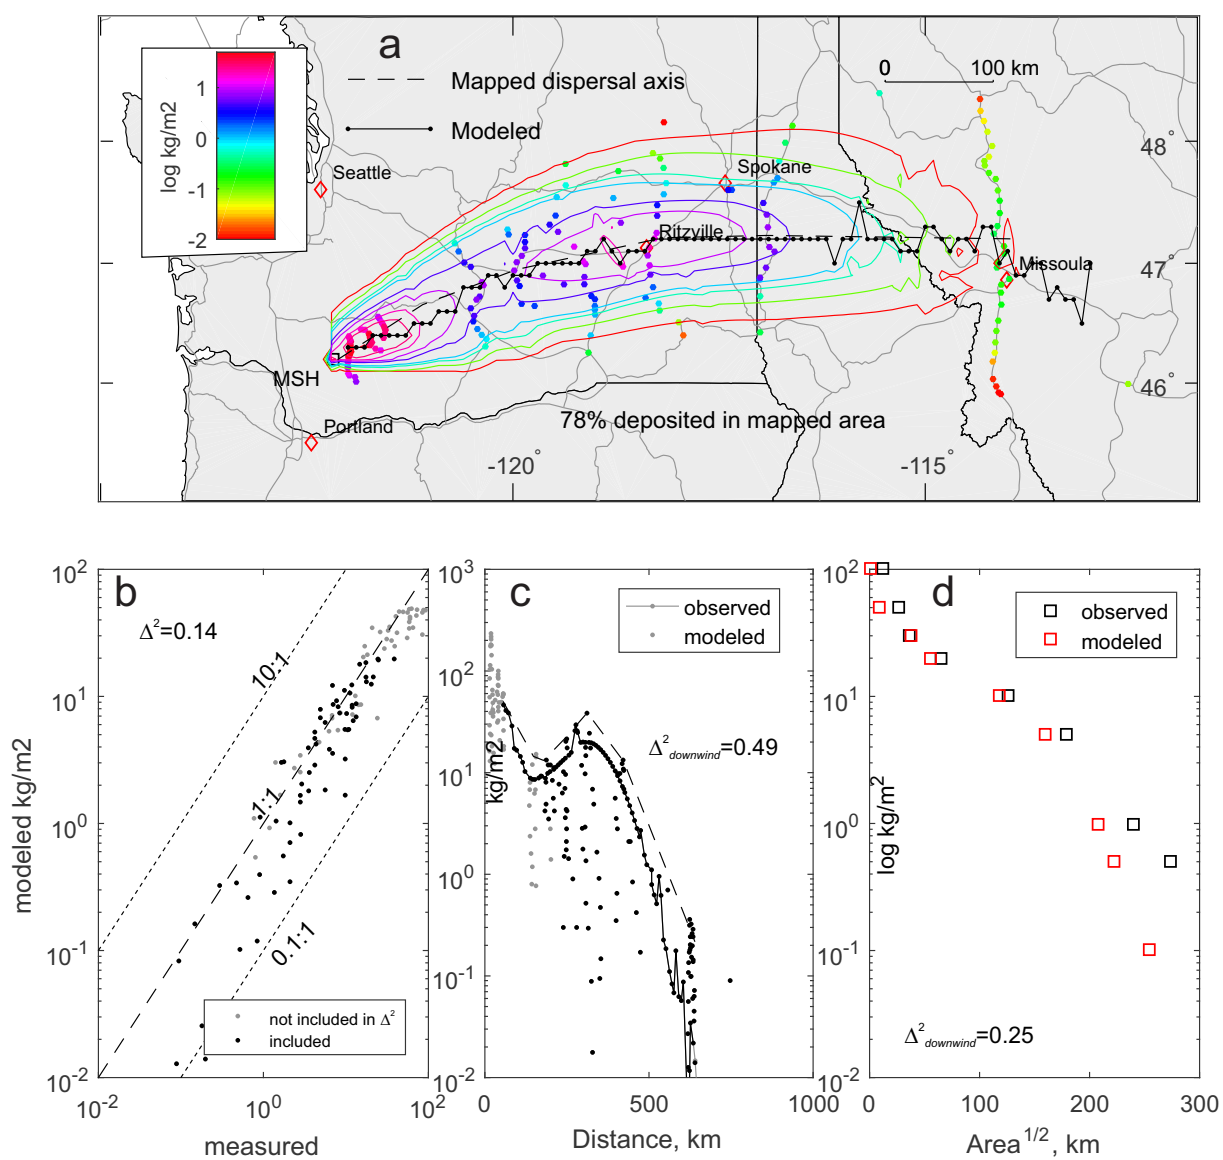 a
Mapped dispersal axis
Modeled
0 100 km
log kg/m2
1
0
-1
-2
Seattle
Spokane
Ritzville
Missoula
MSH
Portland
78% deposited in mapped area
48°
47°
46°
-120°
-115°
b
Δ²=0.14
10:1
1:1
0.1:1
not included in Δ²
included
10²
10¹
10⁰
10⁻¹
10⁻²
modeled kg/m2
10⁻² 10⁰ 10²
measured
c
observed
modeled
Δ²downwind=0.49
10³
10²
10¹
10⁰
10⁻¹
10⁻²
kg/m2
0 500 1000
Distance, km
d
observed
modeled
Δ²downwind=0.25
10²
10¹
10⁰
10⁻¹
10⁻²
log kg/m²
0 100 200 300
Area^1/2, km